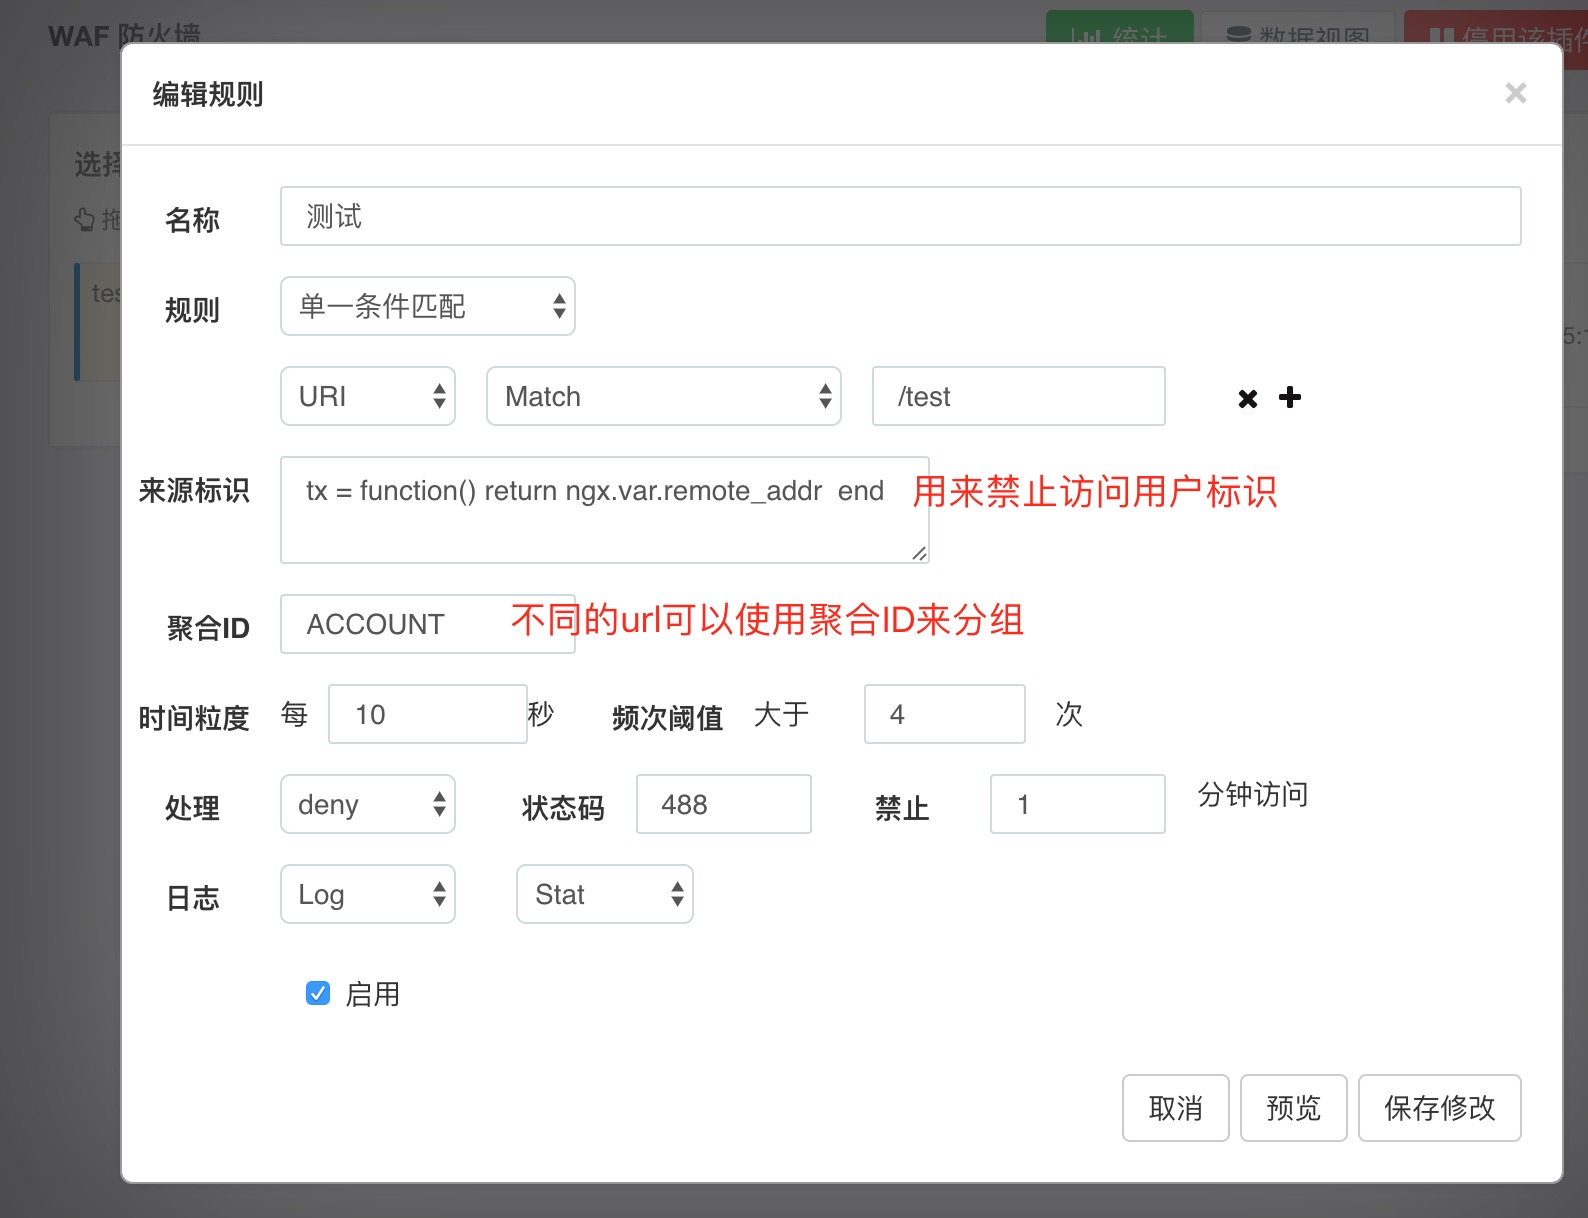 WAF 防火墙
统计 数据视图 停用该插件
编辑规则 ×
选择
拖
tes
5:1
名称 测试
规则 单一条件匹配
URI Match /test
来源标识 tx = function() return ngx.var.remote_addr  end 用来禁止访问用户标识
聚合ID ACCOUNT 不同的url可以使用聚合ID来分组
时间粒度 每 10 秒 频次阈值 大于 4 次
处理 deny 状态码 488 禁止 1 分钟访问
日志 Log Stat
启用
取消 预览 保存修改